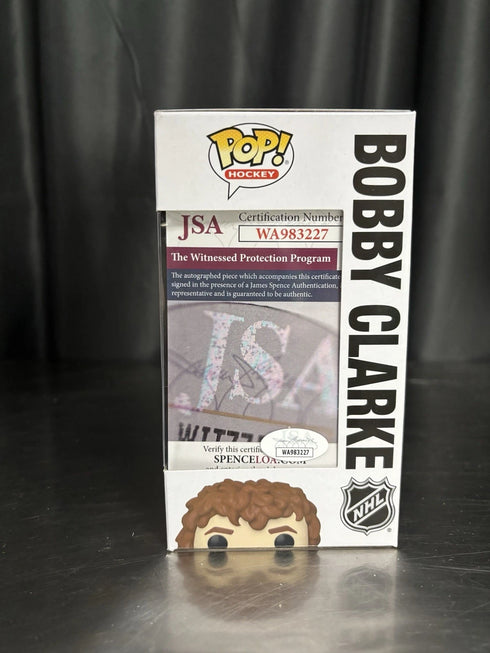 POP!
HOCKEY
BOBBY CLARKE
JSA
Certification Number
WA983227
The Witnessed Protection Program
The autographed piece which accompanies this certificate
signed in the presence of a James Spence Authentication,
representative and is guaranteed to be authentic.
JSA
Verify this certific
SPENCELOA.COM
WA983227
NHL